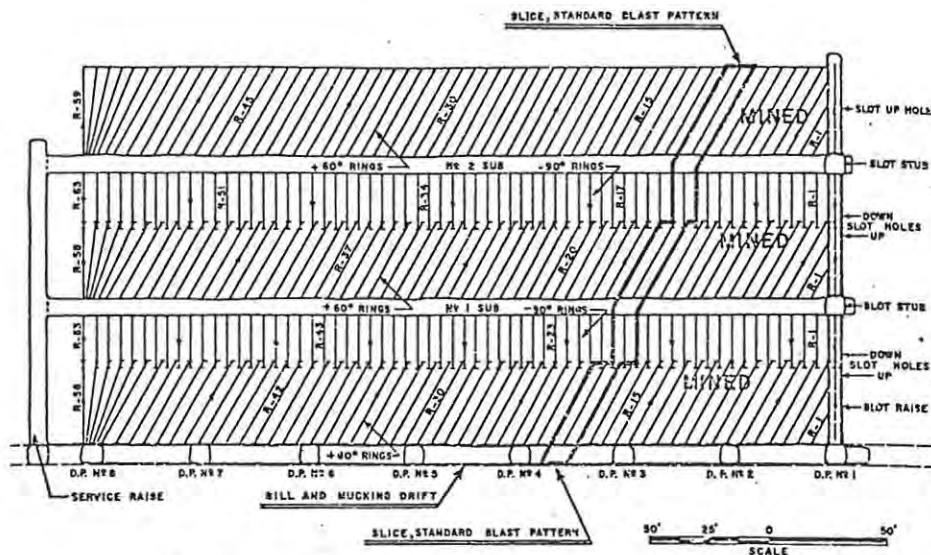 SLICE, STANDARD BLAST PATTERN
R-59
R-45
R-30
R-15
MINED
R-1
SLOT UP HOLE
+60° RINGS
Nº 2 SUB
-90° RINGS
SLOT STUB
R-63
R-51
R-34
R-17
R-1
DOWN
SLOT HOLES
UP
MINED
R-58
R-37
R-20
R-1
+60° RINGS
Nº 1 SUB
-90° RINGS
SLOT STUB
R-63
R-43
R-23
R-1
DOWN
SLOT HOLES
UP
MINED
R-58
R-42
R-30
R-15
R-1
SLOT RAISE
D.P. Nº 8
D.P. Nº 7
D.P. Nº 6
D.P. Nº 5
D.P. Nº 4
D.P. Nº 3
D.P. Nº 2
D.P. Nº 1
SERVICE RAISE
SILL AND MUCKING DRIFT
SLICE, STANDARD BLAST PATTERN
25' 0 50'
SCALE